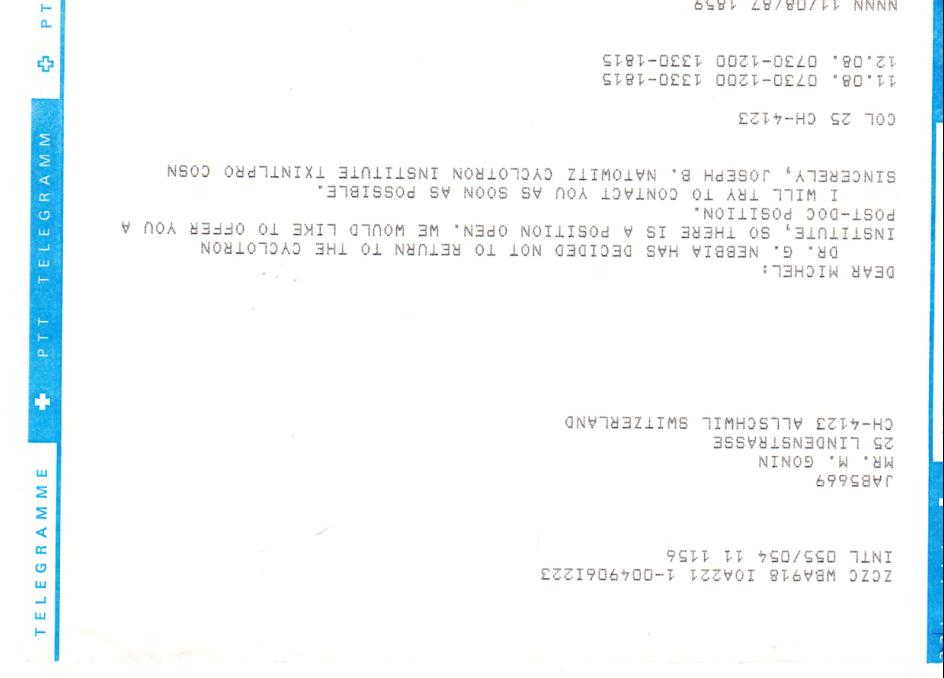 ZCZC WBA918 IOA221 1-004906I223
INTL 055/054 11 1156
JAB5669
MR. M. GONIN
25 LINDENSTRASSE
CH-4123 ALLSCHWIL SWITZERLAND
DEAR MICHEL:
DR. G. NEBBIA HAS DECIDED NOT TO RETURN TO THE CYCLOTRON
INSTITUTE, SO THERE IS A POSITION OPEN. WE WOULD LIKE TO OFFER YOU A
POST-DOC POSITION.
I WILL TRY TO CONTACT YOU AS SOON AS POSSIBLE.
SINCERELY, JOSEPH B. NATOWITZ CYCLOTRON INSTITUTE TXINTLPRO COSN
COL 25 CH-4123
11.08. 0730-1200 1330-1815
12.08. 0730-1200 1330-1815
NNNN 11/08/87 1859
TELEGRAMME
PTT TELEGRAMM
PT